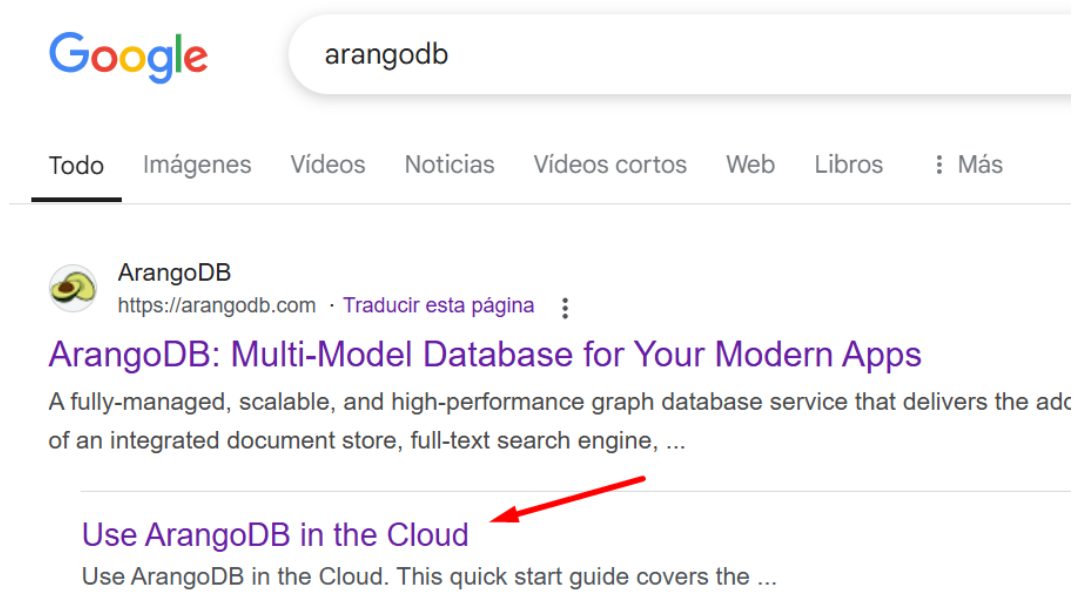 Google
arangodb
Todo Imágenes Vídeos Noticias Vídeos cortos Web Libros Más
ArangoDB
https://arangodb.com · Traducir esta página
ArangoDB: Multi-Model Database for Your Modern Apps
A fully-managed, scalable, and high-performance graph database service that delivers the
of an integrated document store, full-text search engine, ...
Use ArangoDB in the Cloud
Use ArangoDB in the Cloud. This quick start guide covers the ...